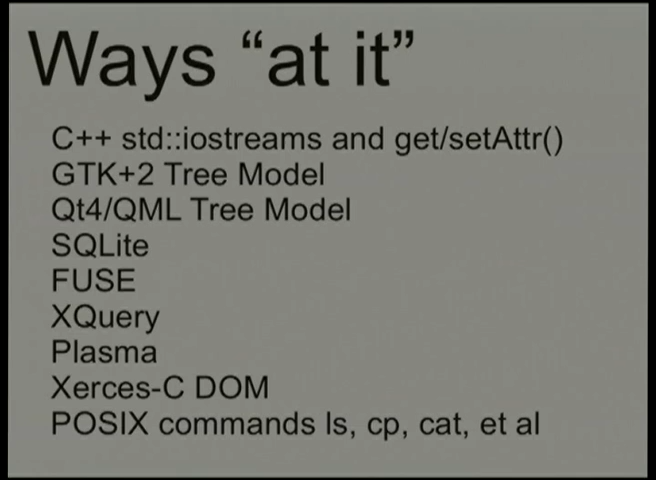 Ways “at it”
C++ std::iostreams and get/setAttr()
GTK+2 Tree Model
Qt4/QML Tree Model
SQLite
FUSE
XQuery
Plasma
Xerces-C DOM
POSIX commands ls, cp, cat, et al